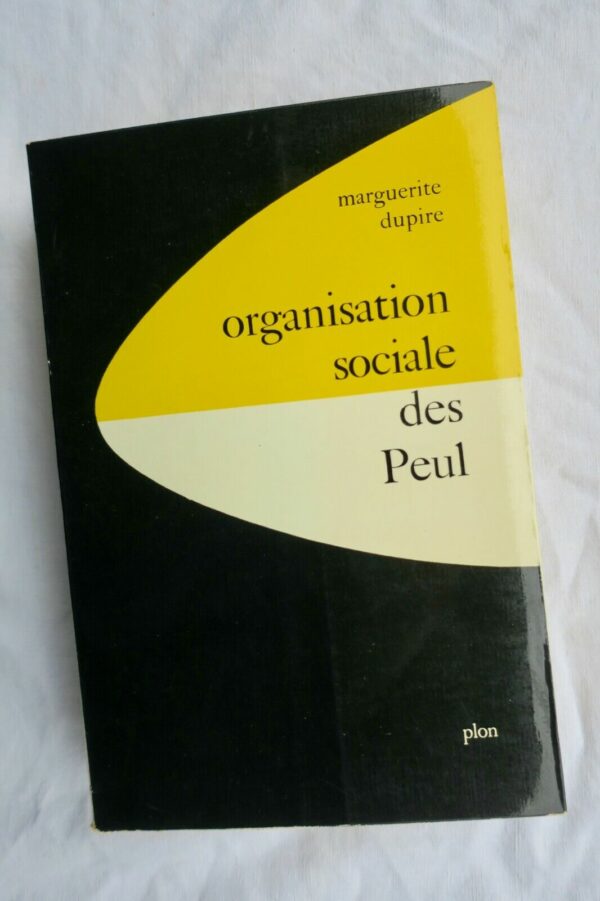 marguerite
dupire
organisation
sociale
des
Peul
plon